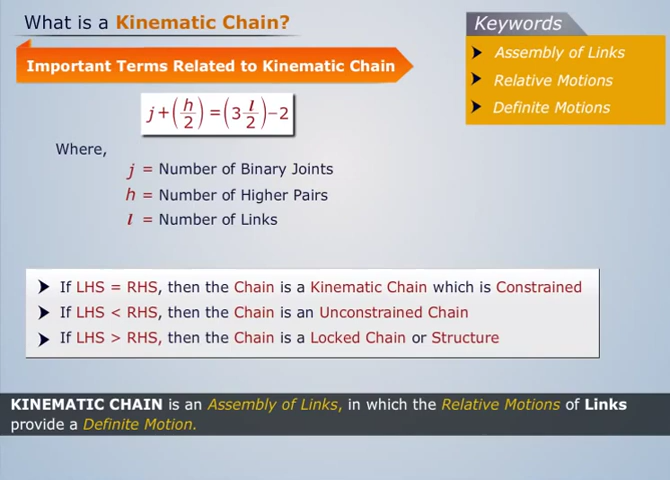 What is a Kinematic Chain?
Keywords
Assembly of Links
Relative Motions
Definite Motions
Important Terms Related to Kinematic Chain
j + (h/2) = (3 l/2) - 2
Where,
j = Number of Binary Joints
h = Number of Higher Pairs
l = Number of Links
If LHS = RHS, then the Chain is a Kinematic Chain which is Constrained
If LHS < RHS, then the Chain is an Unconstrained Chain
If LHS > RHS, then the Chain is a Locked Chain or Structure
KINEMATIC CHAIN is an Assembly of Links, in which the Relative Motions of Links
provide a Definite Motion.